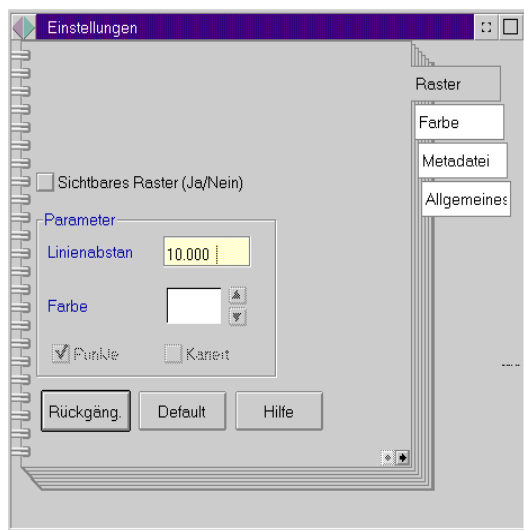 Einstellungen
Raster
Farbe
Metadatei
Allgemeines
Sichtbares Raster (Ja/Nein)
Parameter
Linienabstan
10.000
Farbe
Punkte
Kariert
Rückgäng.
Default
Hilfe